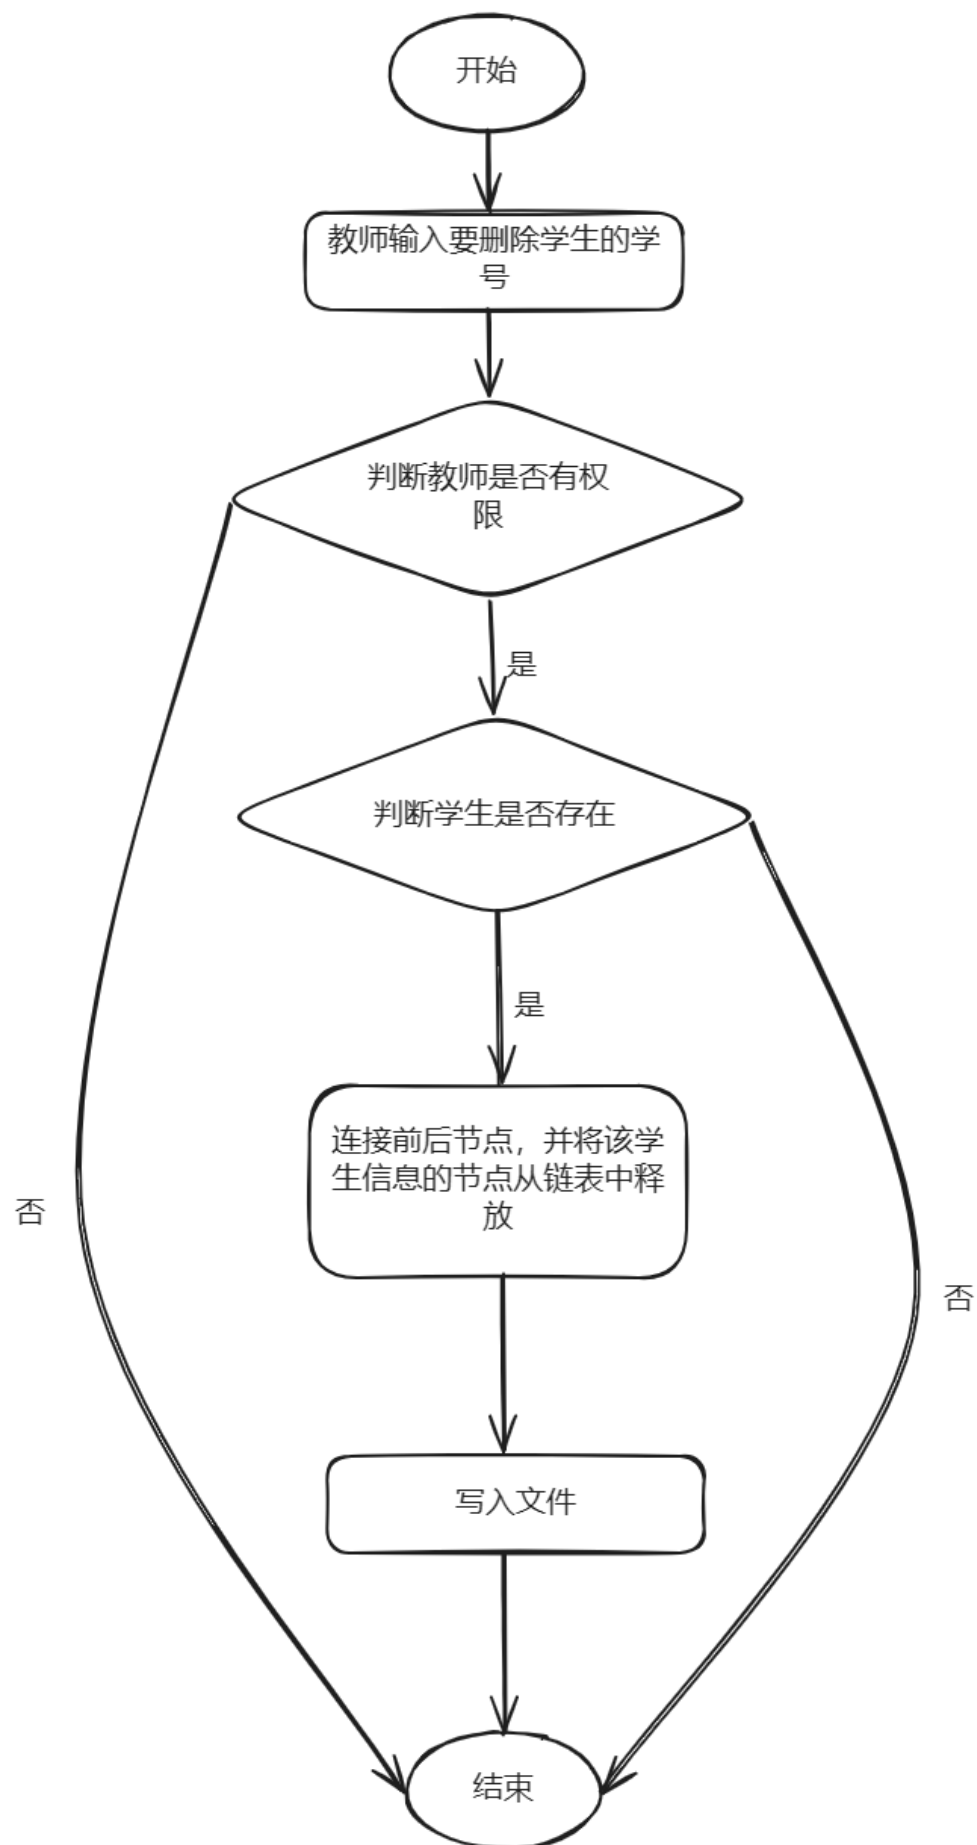 开始
教师输入要删除学生的学
号
判断教师是否有权
限
是
判断学生是否存在
是
连接前后节点，并将该学
生信息的节点从链表中释
放
否
否
写入文件
结束